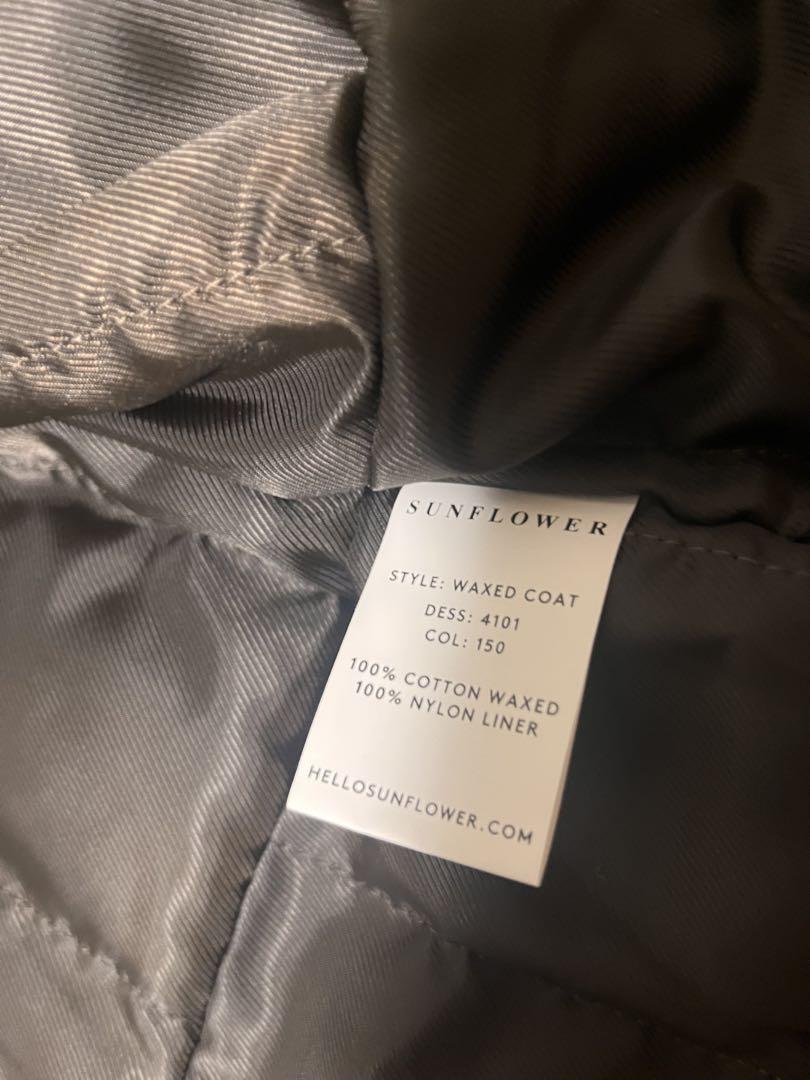 SUNFLOWER
STYLE: WAXED COAT
DESS: 4101
COL: 150
100% COTTON WAXED
100% NYLON LINER
HELLOSUNFLOWER.COM